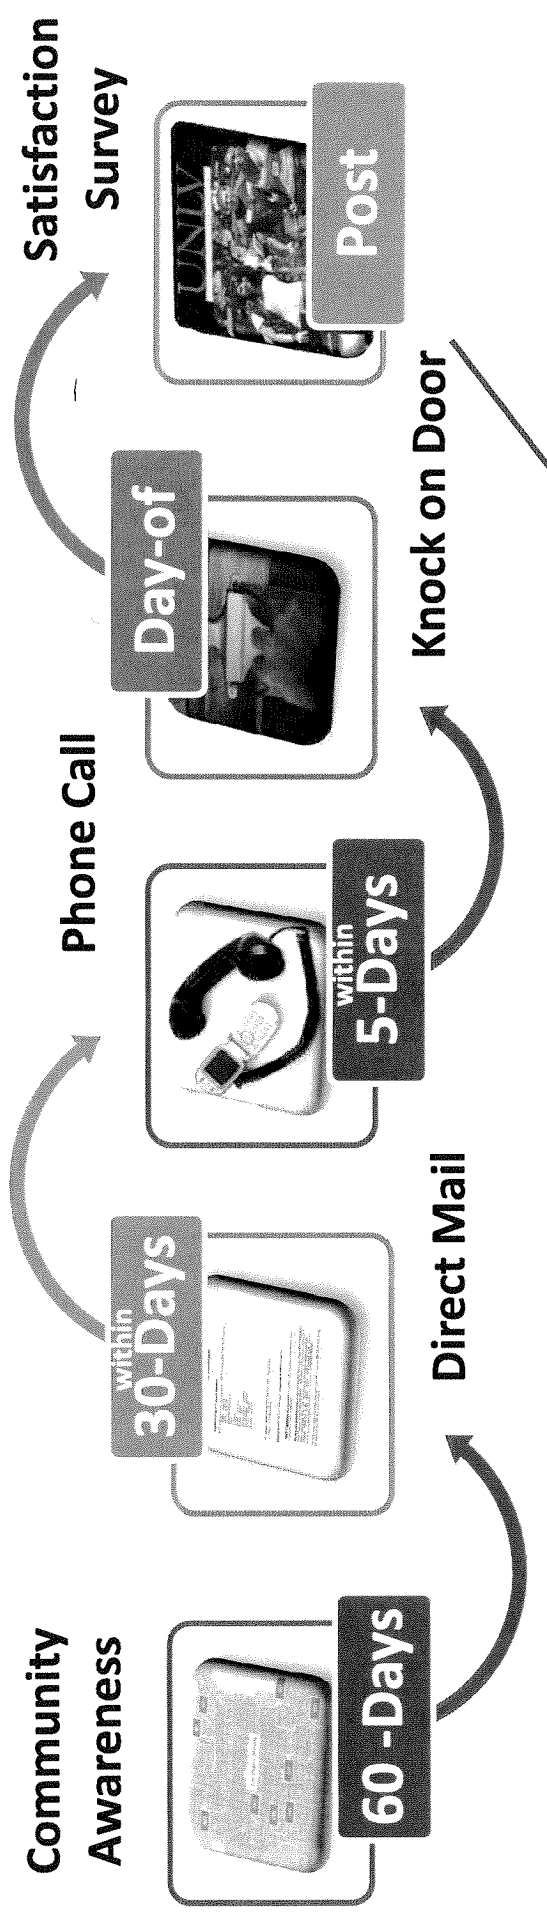 Community
Awareness
60 -Days
within
30-Days
Direct Mail
Phone Call
within
5-Days
Day-of
Knock on Door
Satisfaction
Survey
UNLV
Post